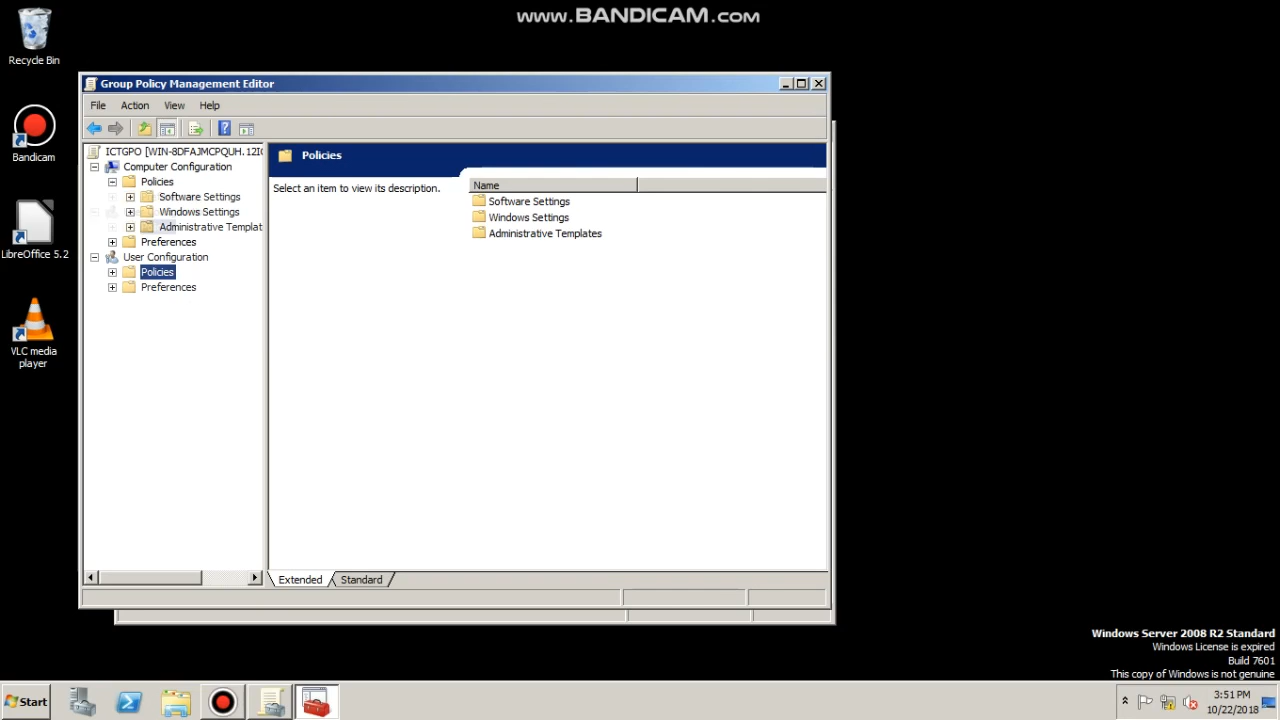 www.BANDICAM.com
Recycle Bin
Bandicam
LibreOffice 5.2
VLC media
player
Group Policy Management Editor
File Action View Help
ICTGPO [WIN-8DFAJMCPQUH.12IC
Computer Configuration
Policies
Software Settings
Windows Settings
Administrative Templat
Preferences
User Configuration
Policies
Preferences
Policies
Select an item to view its description.
Name
Software Settings
Windows Settings
Administrative Templates
Extended Standard
Windows Server 2008 R2 Standard
Windows License is expired
Build 7601
This copy of Windows is not genuine
Start
3:51 PM
10/22/2018